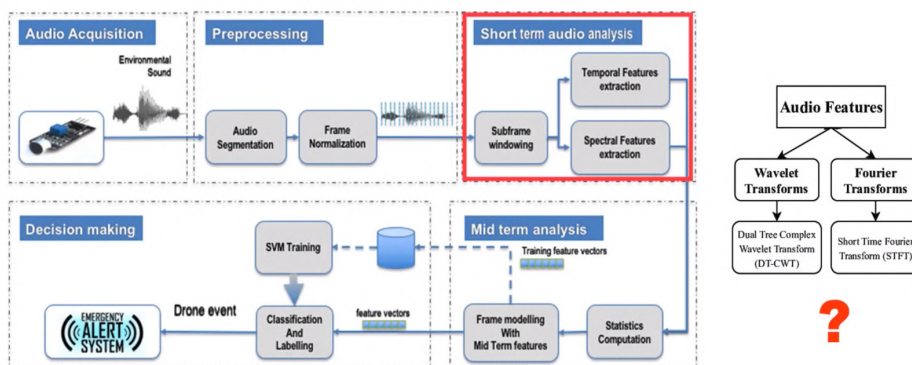 Audio Acquisition
Environmental
Sound
Preprocessing
Audio
Segmentation
Frame
Normalization
Short term audio analysis
Subframe
windowing
Temporal Features
extraction
Spectral Features
extraction
Audio Features
Wavelet
Transforms
Fourier
Transforms
Dual Tree Complex
Wavelet Transform
(DT-CWT)
Short Time Fourier
Transform (STFT)
?
Decision making
SVM Training
Drone event
EMERGENCY
ALERT
SYSTEM
Classification
And
Labelling
feature vectors
Mid term analysis
Training feature vectors
Frame modelling
With
Mid Term features
Statistics
Computation